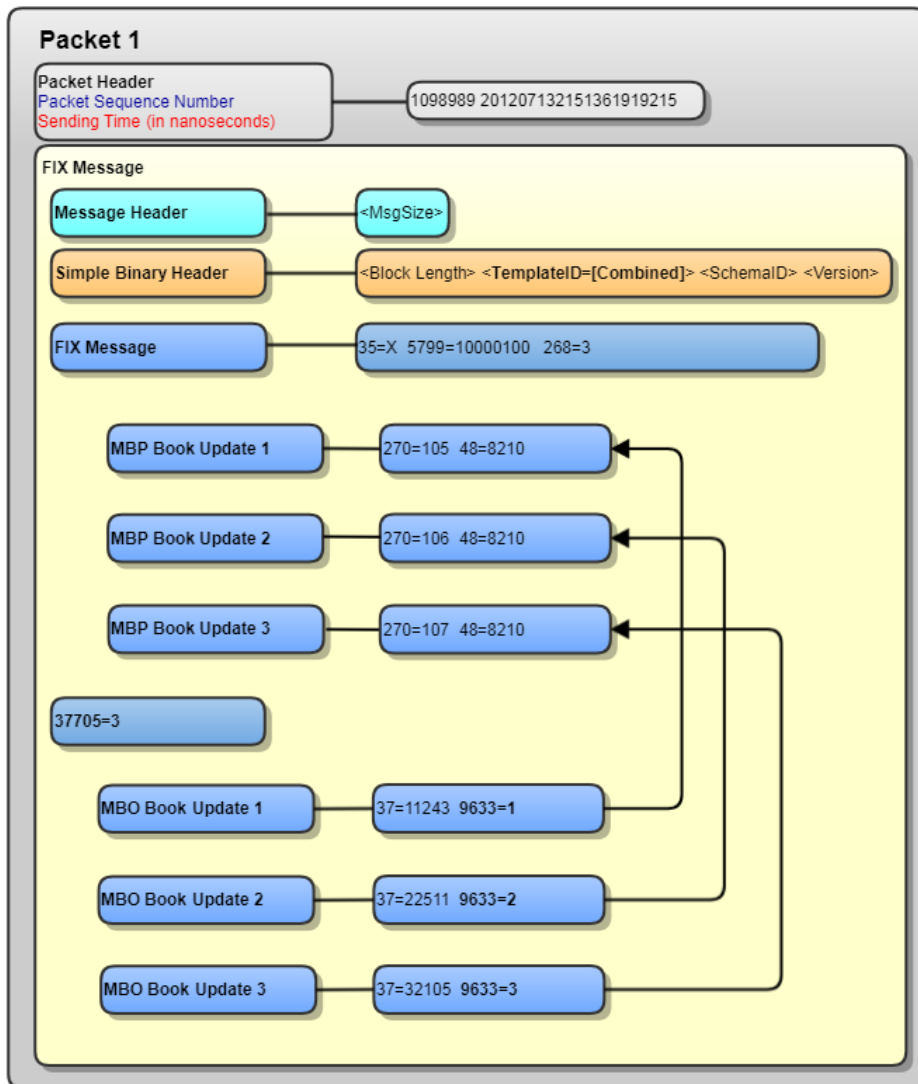 Packet 1
Packet Header
Packet Sequence Number
Sending Time (in nanoseconds)
1098989 201207132151361919215
FIX Message
Message Header
<MsgSize>
Simple Binary Header
<Block Length> <TemplateID=[Combined]> <SchemaID> <Version>
FIX Message
35=X 5799=10000100 268=3
MBP Book Update 1
270=105 48=8210
MBP Book Update 2
270=106 48=8210
MBP Book Update 3
270=107 48=8210
37705=3
MBO Book Update 1
37=11243 9633=1
MBO Book Update 2
37=22511 9633=2
MBO Book Update 3
37=32105 9633=3